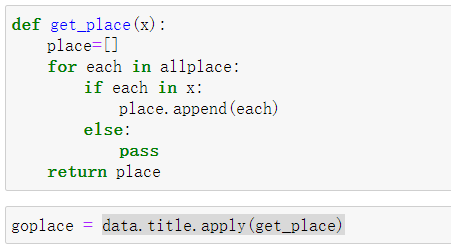 def get_place(x):
    place=[]
    for each in allplace:
        if each in x:
            place.append(each)
        else:
            pass
    return place
goplace = data.title.apply(get_place)